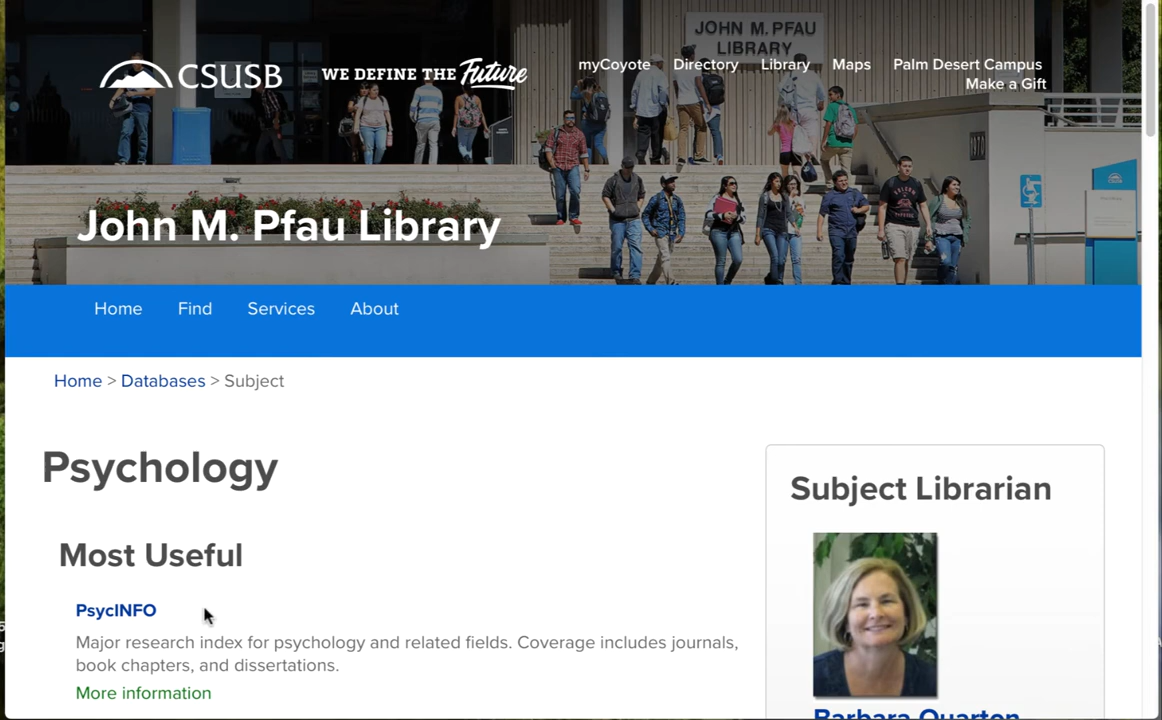 JOHN M. PFAU
LIBRARY
CSUSB
WE DEFINE THE Future
myCoyote Directory Library Maps Palm Desert Campus
Make a Gift
John M. Pfau Library
Home Find Services About
Home > Databases > Subject
Psychology
Subject Librarian
Most Useful
PsycINFO
Major research index for psychology and related fields. Coverage includes journals,
book chapters, and dissertations.
More information
Barbara Quarton